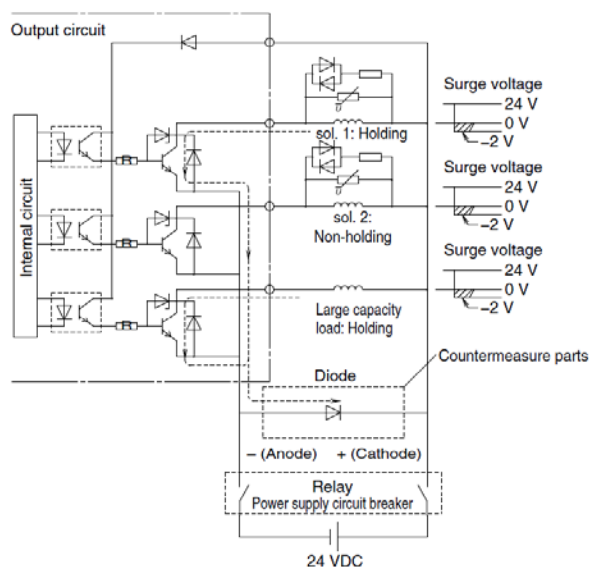 Output circuit
Internal circuit
R
R
R
sol. 1: Holding
sol. 2:
Non-holding
Large capacity
load: Holding
Surge voltage
24 V
0 V
−2 V
Surge voltage
24 V
0 V
−2 V
Surge voltage
24 V
0 V
−2 V
Countermeasure parts
Diode
− (Anode) + (Cathode)
Relay
Power supply circuit breaker
24 VDC